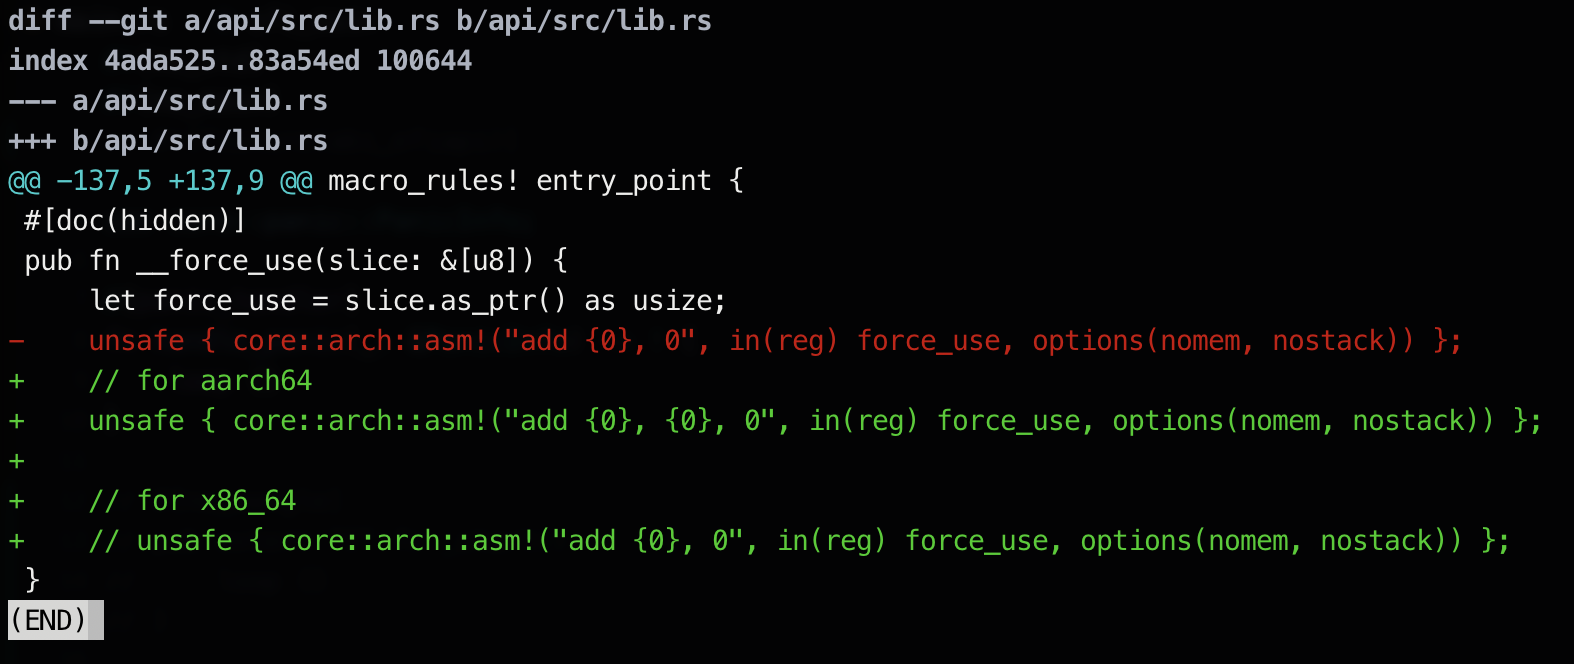 diff --git a/api/src/lib.rs b/api/src/lib.rs
index 4ada525..83a54ed 100644
--- a/api/src/lib.rs
+++ b/api/src/lib.rs
@@ -137,5 +137,9 @@ macro_rules! entry_point {
 #[doc(hidden)]
 pub fn __force_use(slice: &[u8]) {
     let force_use = slice.as_ptr() as usize;
-    unsafe { core::arch::asm!("add {0}, 0", in(reg) force_use, options(nomem, nostack)) };
+    // for aarch64
+    unsafe { core::arch::asm!("add {0}, {0}, 0", in(reg) force_use, options(nomem, nostack)) };
+
+    // for x86_64
+    // unsafe { core::arch::asm!("add {0}, 0", in(reg) force_use, options(nomem, nostack)) };
 }
(END)